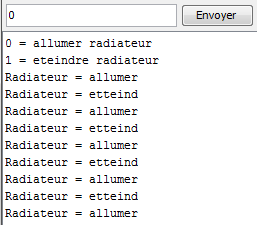 0 Envoyer
0 = allumer radiateur
1 = eteindre radiateur
Radiateur = allumer
Radiateur = etteind
Radiateur = allumer
Radiateur = etteind
Radiateur = allumer
Radiateur = etteind
Radiateur = allumer
Radiateur = etteind
Radiateur = allumer